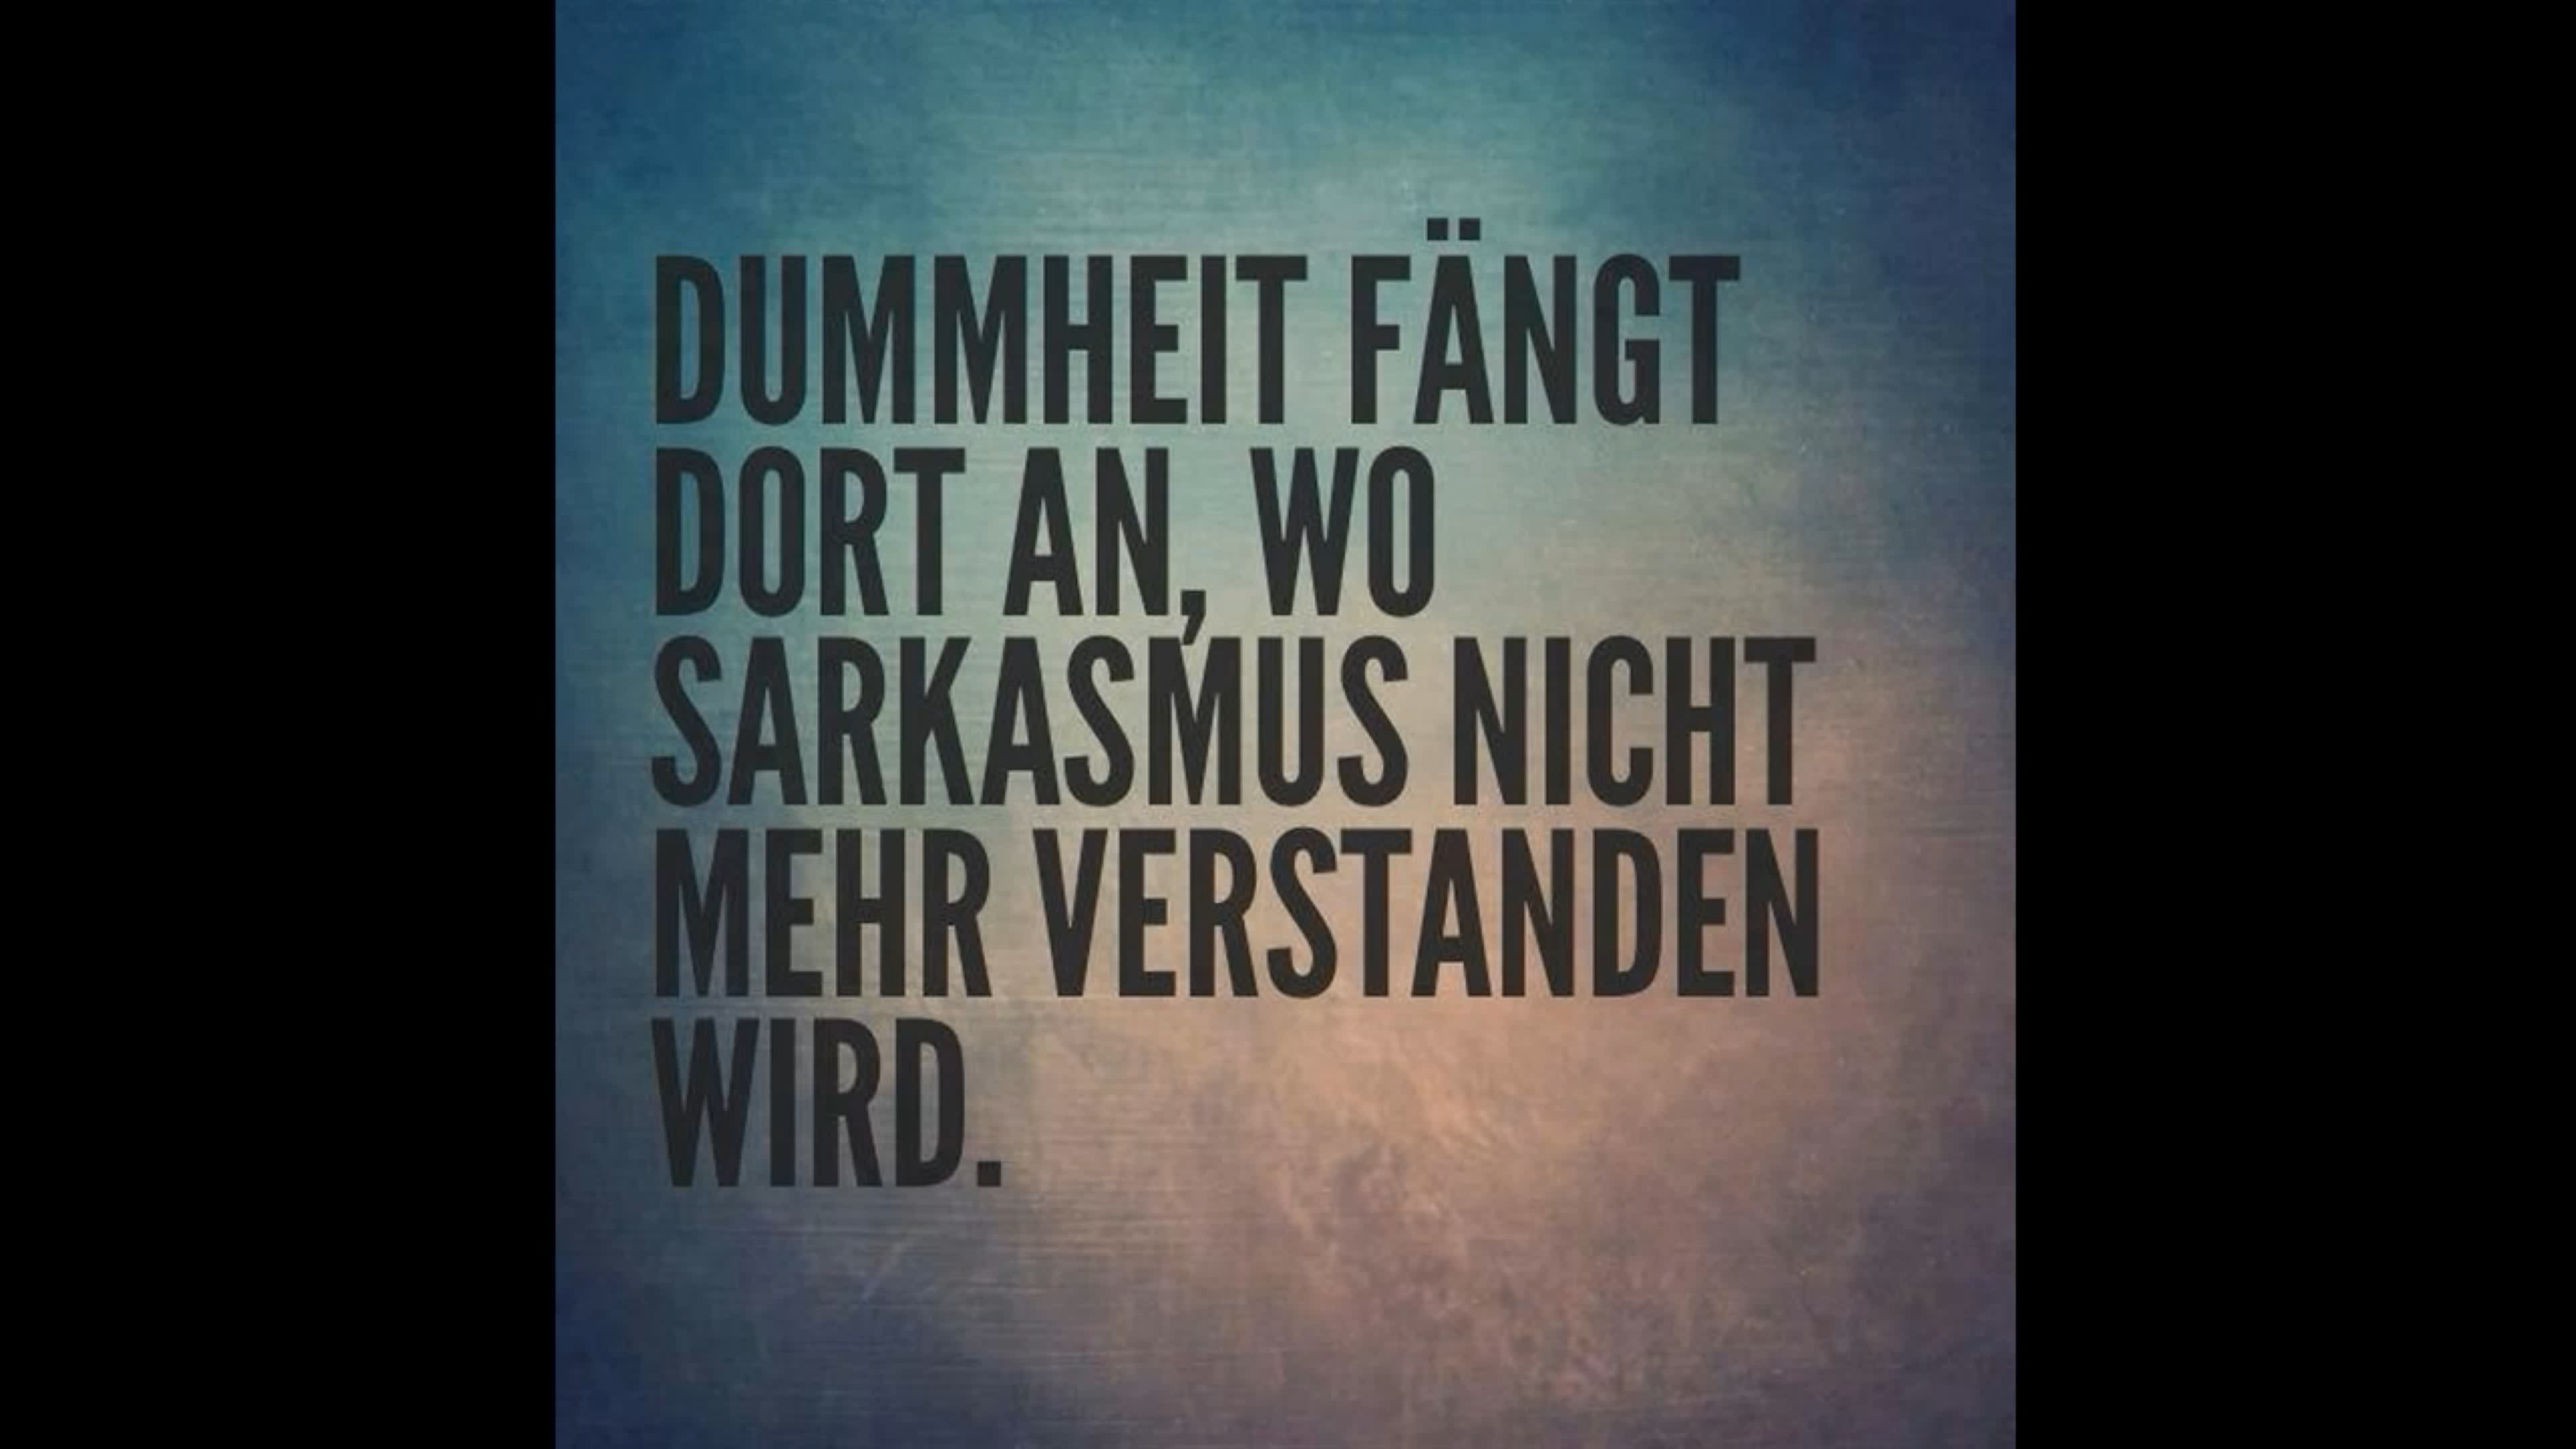 DUMMHEIT FÄNGT
DORT AN, WO
SARKASMUS NICHT
MEHR VERSTANDEN
WIRD.